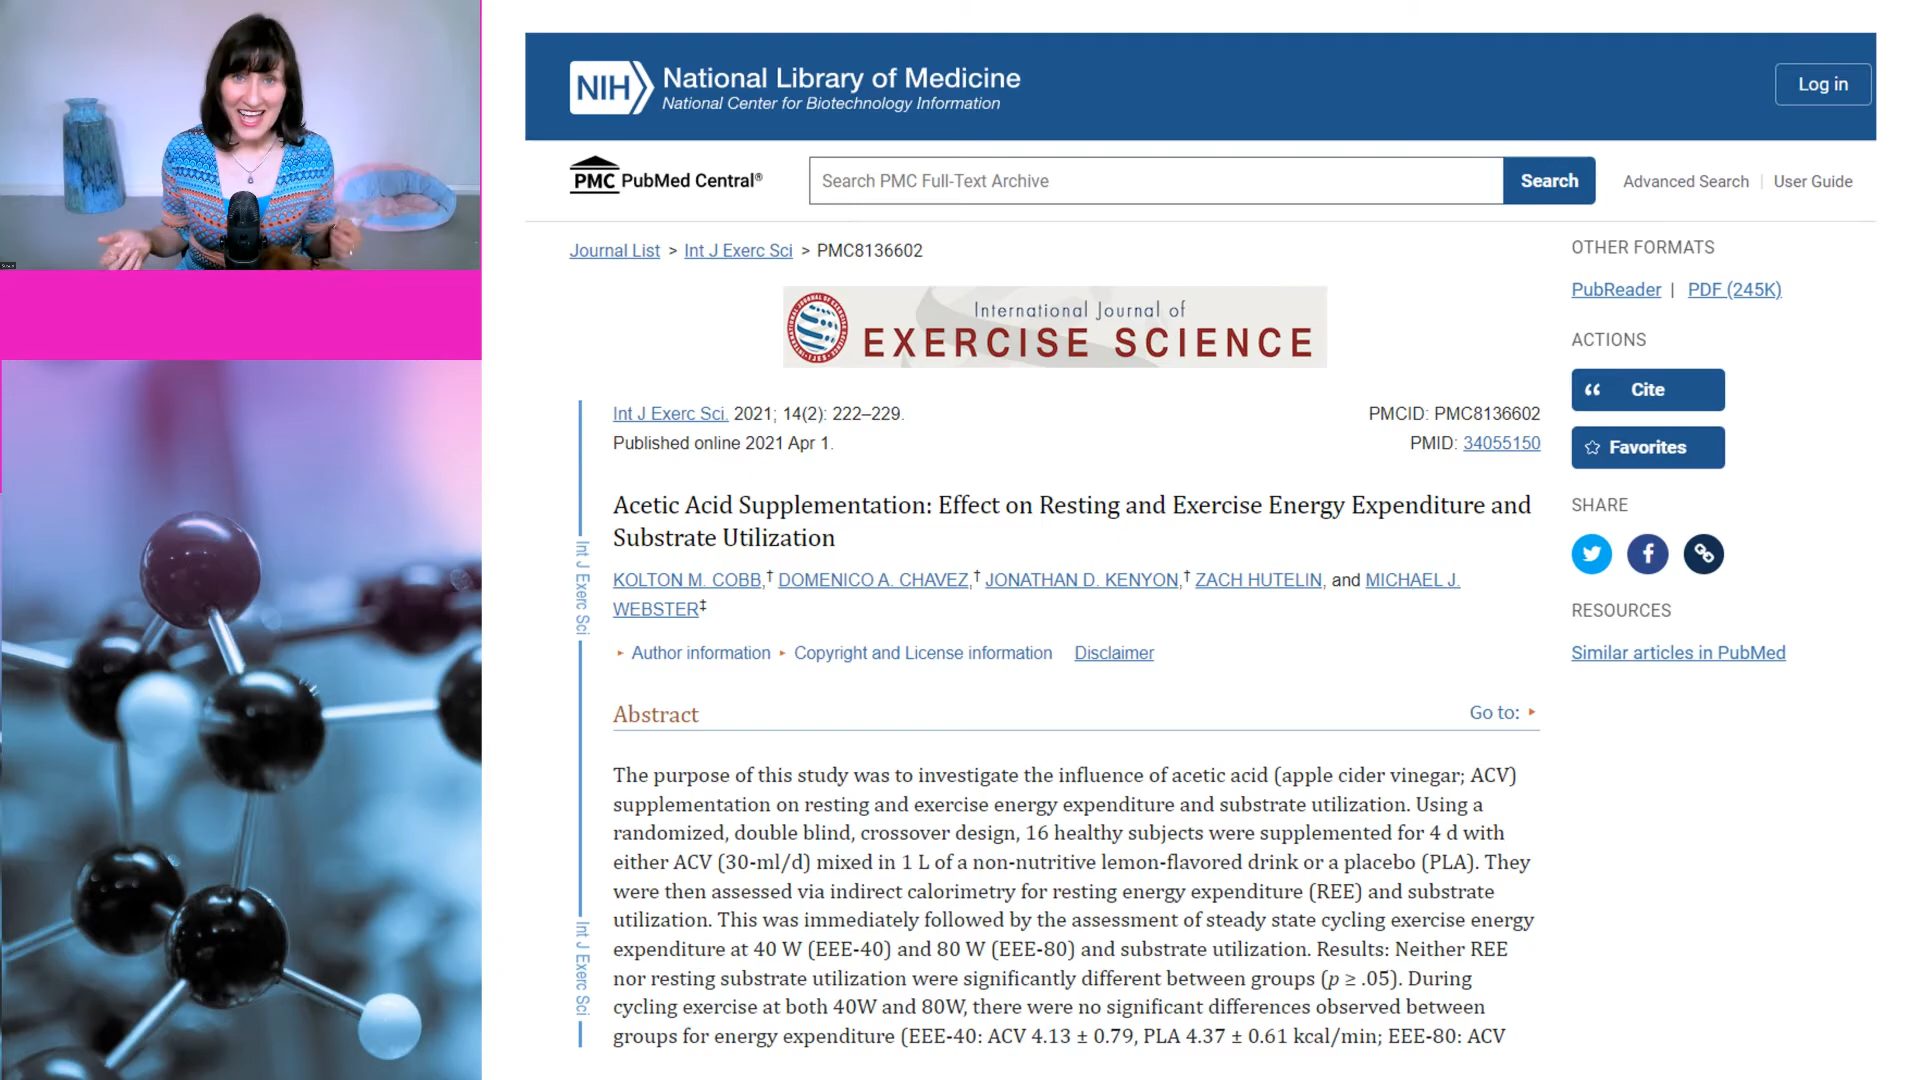 NIH National Library of Medicine
National Center for Biotechnology Information
Log in
PMC PubMed Central®
Search PMC Full-Text Archive
Search
Advanced Search
User Guide
Journal List > Int J Exerc Sci > PMC8136602
International Journal of
EXERCISE SCIENCE
Int J Exerc Sci. 2021; 14(2): 222–229.
PMCID: PMC8136602
Published online 2021 Apr 1.
PMID: 34055150
Acetic Acid Supplementation: Effect on Resting and Exercise Energy Expenditure and
Substrate Utilization
KOLTON M. COBB,† DOMENICO A. CHAVEZ,† JONATHAN D. KENYON,† ZACH HUTELIN, and MICHAEL J.
WEBSTER‡
Author information
Copyright and License information
Disclaimer
Abstract
Go to:
The purpose of this study was to investigate the influence of acetic acid (apple cider vinegar; ACV)
supplementation on resting and exercise energy expenditure and substrate utilization. Using a
randomized, double blind, crossover design, 16 healthy subjects were supplemented for 4 d with
either ACV (30-ml/d) mixed in 1 L of a non-nutritive lemon-flavored drink or a placebo (PLA). They
were then assessed via indirect calorimetry for resting energy expenditure (REE) and substrate
utilization. This was immediately followed by the assessment of steady state cycling exercise energy
expenditure at 40 W (EEE-40) and 80 W (EEE-80) and substrate utilization. Results: Neither REE
nor resting substrate utilization were significantly different between groups (p ≥ .05). During
cycling exercise at both 40W and 80W, there were no significant differences observed between
groups for energy expenditure (EEE-40: ACV 4.13 ± 0.79, PLA 4.37 ± 0.61 kcal/min; EEE-80: ACV
Int J Exerc Sci
Int J Exerc Sci
OTHER FORMATS
PubReader | PDF (245K)
ACTIONS
Cite
Favorites
SHARE
RESOURCES
Similar articles in PubMed